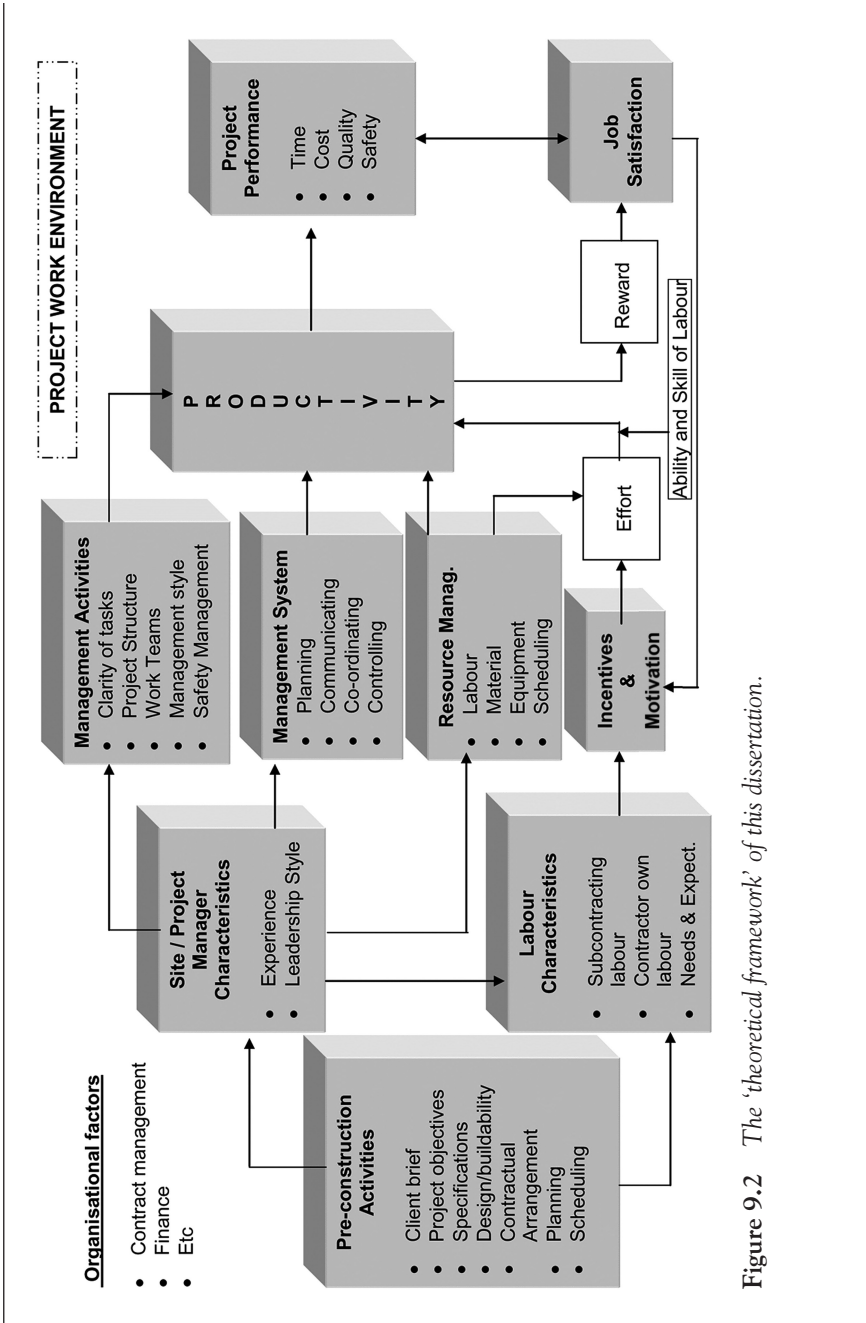 PROJECT WORK ENVIRONMENT
Organisational factors
• Contract management
• Finance
• Etc
Pre-construction
Activities
• Client brief
• Project objectives
• Specifications
• Design/buildability
• Contractual
Arrangement
• Planning
• Scheduling
Site / Project
Manager
Characteristics
• Experience
• Leadership Style
Labour
Characteristics
• Subcontracting
labour
• Contractor own
labour
• Needs & Expect.
Management Activities
• Clarity of tasks
• Project Structure
• Work Teams
• Management style
• Safety Management
Management System
• Planning
• Communicating
• Co-ordinating
• Controlling
Resource Manag.
• Labour
• Material
• Equipment
• Scheduling
Incentives
&
Motivation
Effort
Ability and Skill of Labour
PRODUCTIVITY
Reward
Project
Performance
• Time
• Cost
• Quality
• Safety
Job
Satisfaction
Figure 9.2 The ‘theoretical framework’ of this dissertation.